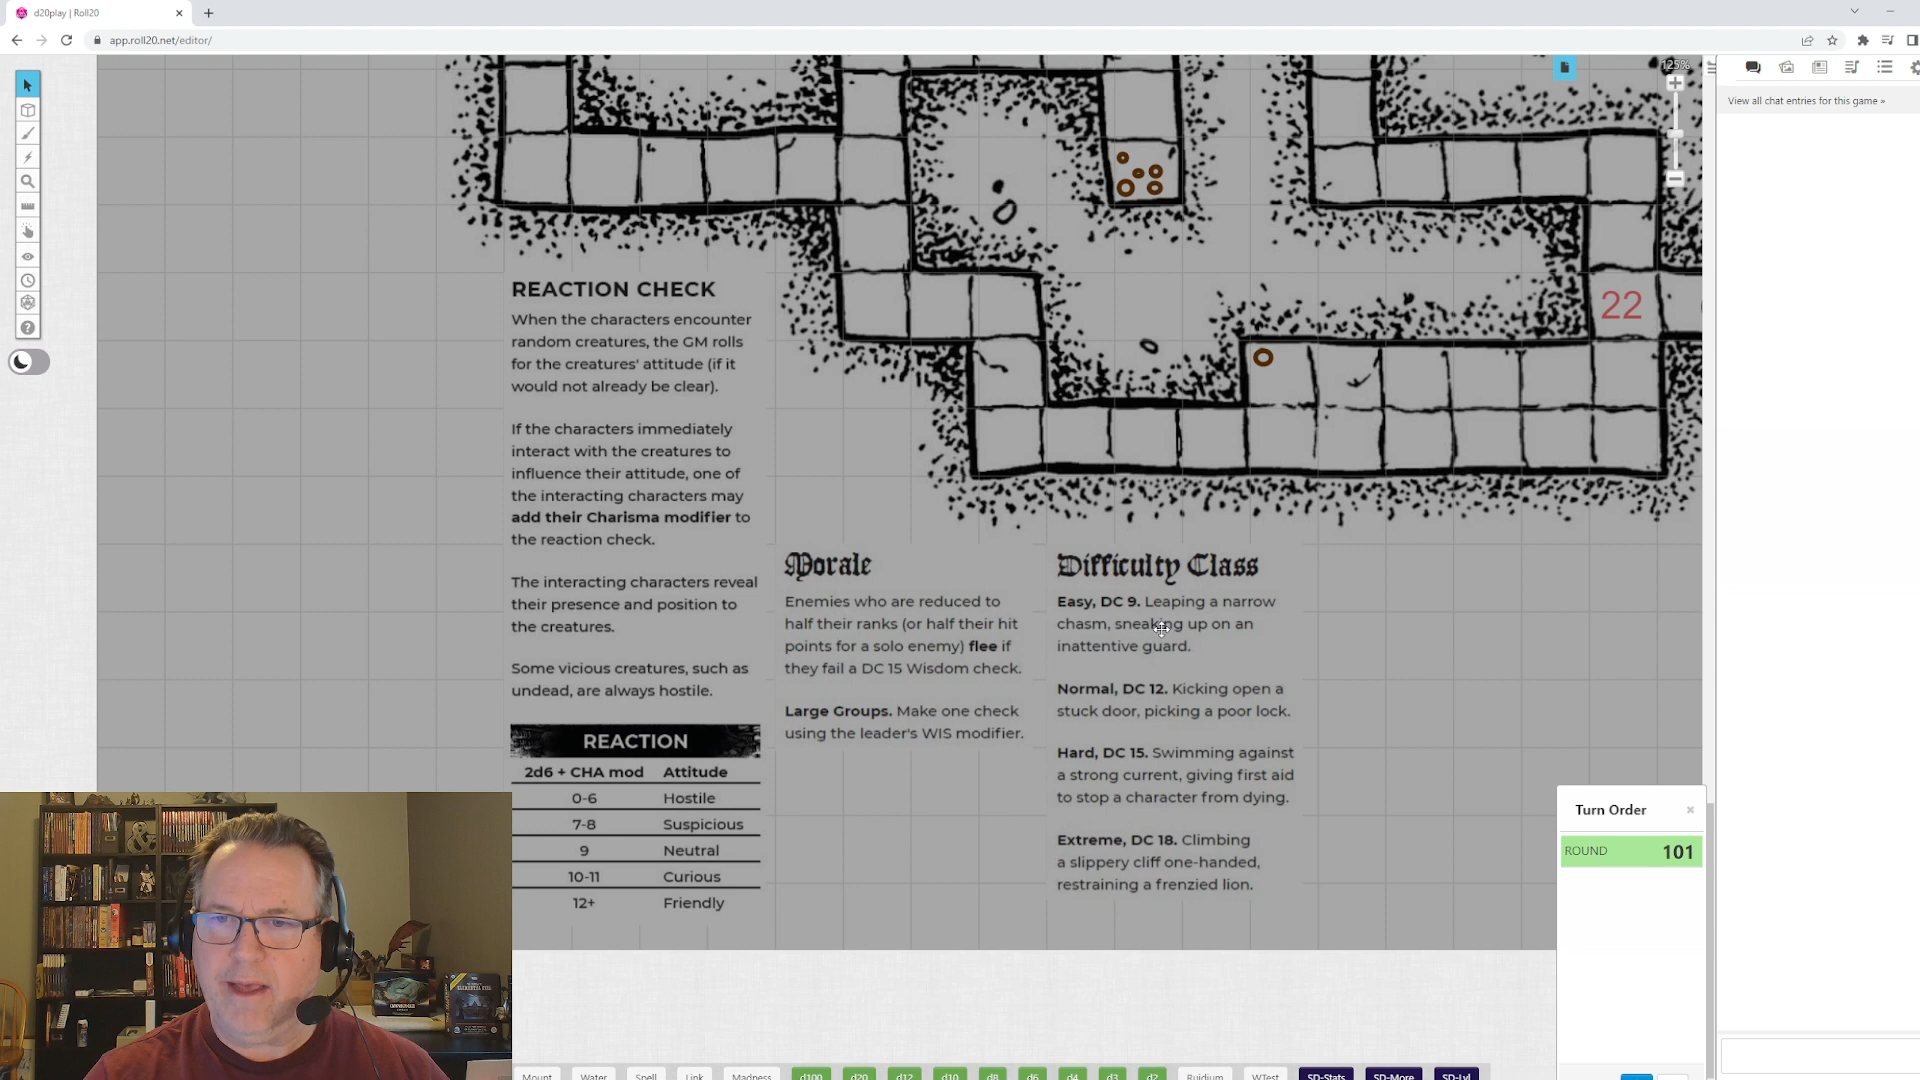 d20play | Roll20
app.roll20.net/editor/
125%
View all chat entries for this game »
22
REACTION CHECK
When the characters encounter
random creatures, the GM rolls
for the creatures' attitude (if it
would not already be clear).
If the characters immediately
interact with the creatures to
influence their attitude, one of
the interacting characters may
add their Charisma modifier to
the reaction check.
The interacting characters reveal
their presence and position to
the creatures.
Some vicious creatures, such as
undead, are always hostile.
REACTION
2d6 + CHA mod Attitude
0-6 Hostile
7-8 Suspicious
9 Neutral
10-11 Curious
12+ Friendly
Morale
Enemies who are reduced to
half their ranks (or half their hit
points for a solo enemy) flee if
they fail a DC 15 Wisdom check.
Large Groups. Make one check
using the leader's WIS modifier.
Difficulty Class
Easy, DC 9. Leaping a narrow
chasm, sneaking up on an
inattentive guard.
Normal, DC 12. Kicking open a
stuck door, picking a poor lock.
Hard, DC 15. Swimming against
a strong current, giving first aid
to stop a character from dying.
Extreme, DC 18. Climbing
a slippery cliff one-handed,
restraining a frenzied lion.
Turn Order
ROUND 101
Mount Water Spell Link Madness d100 d20 d12 d10 d8 d6 d4 d3 d2 Ruidium WTest SD-Stats SD-More SD-Lvl